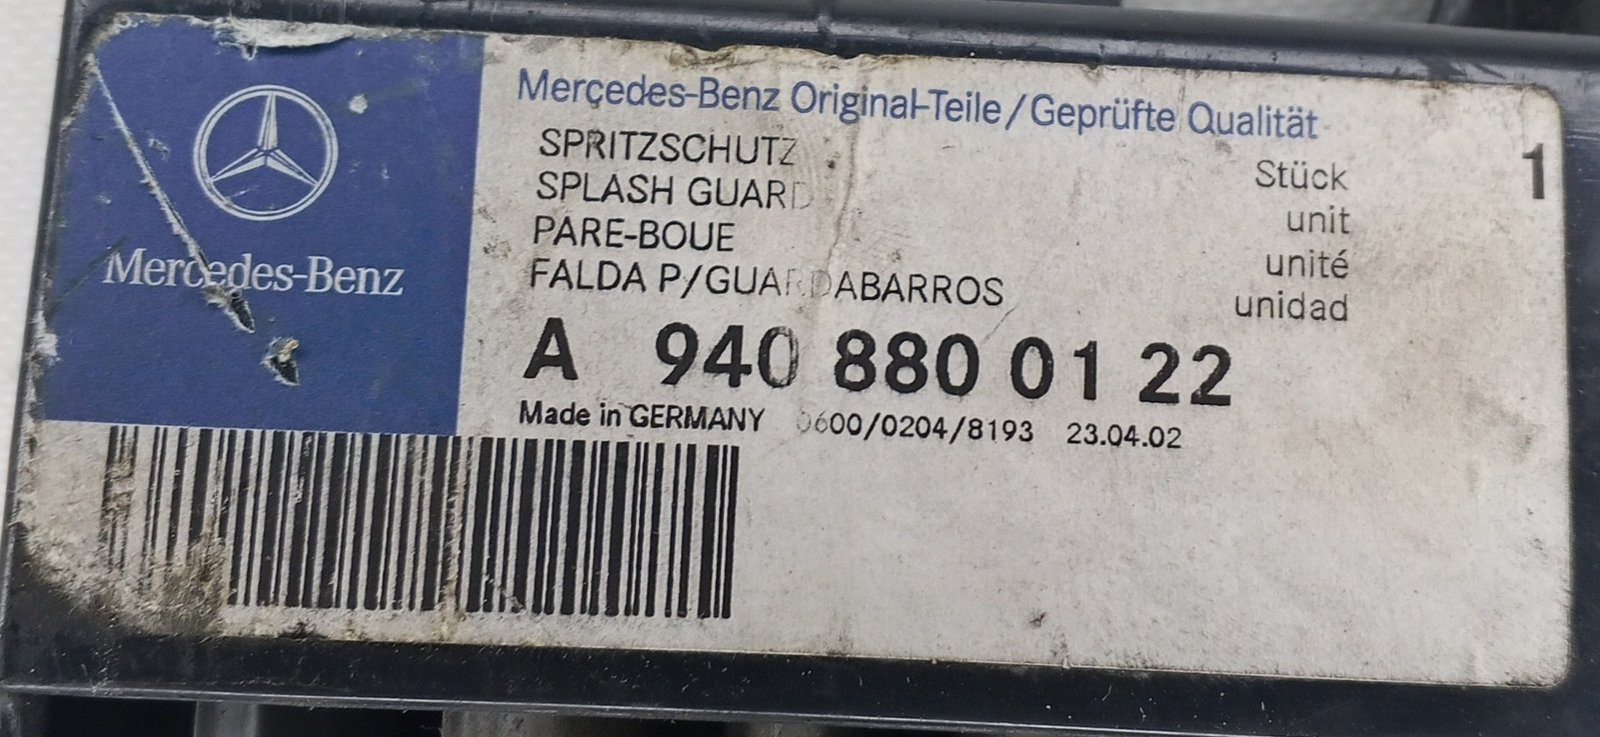 Mercedes-Benz
Mercedes-Benz Original-Teile/Geprüfte Qualität
SPRITZSCHUTZ
SPLASH GUARD
PARE-BOUE
FALDA P/GUARDABARROS
Stück 1
unit
unité
unidad
A 940 880 01 22
Made in GERMANY 0600/0204/8193 23.04.02